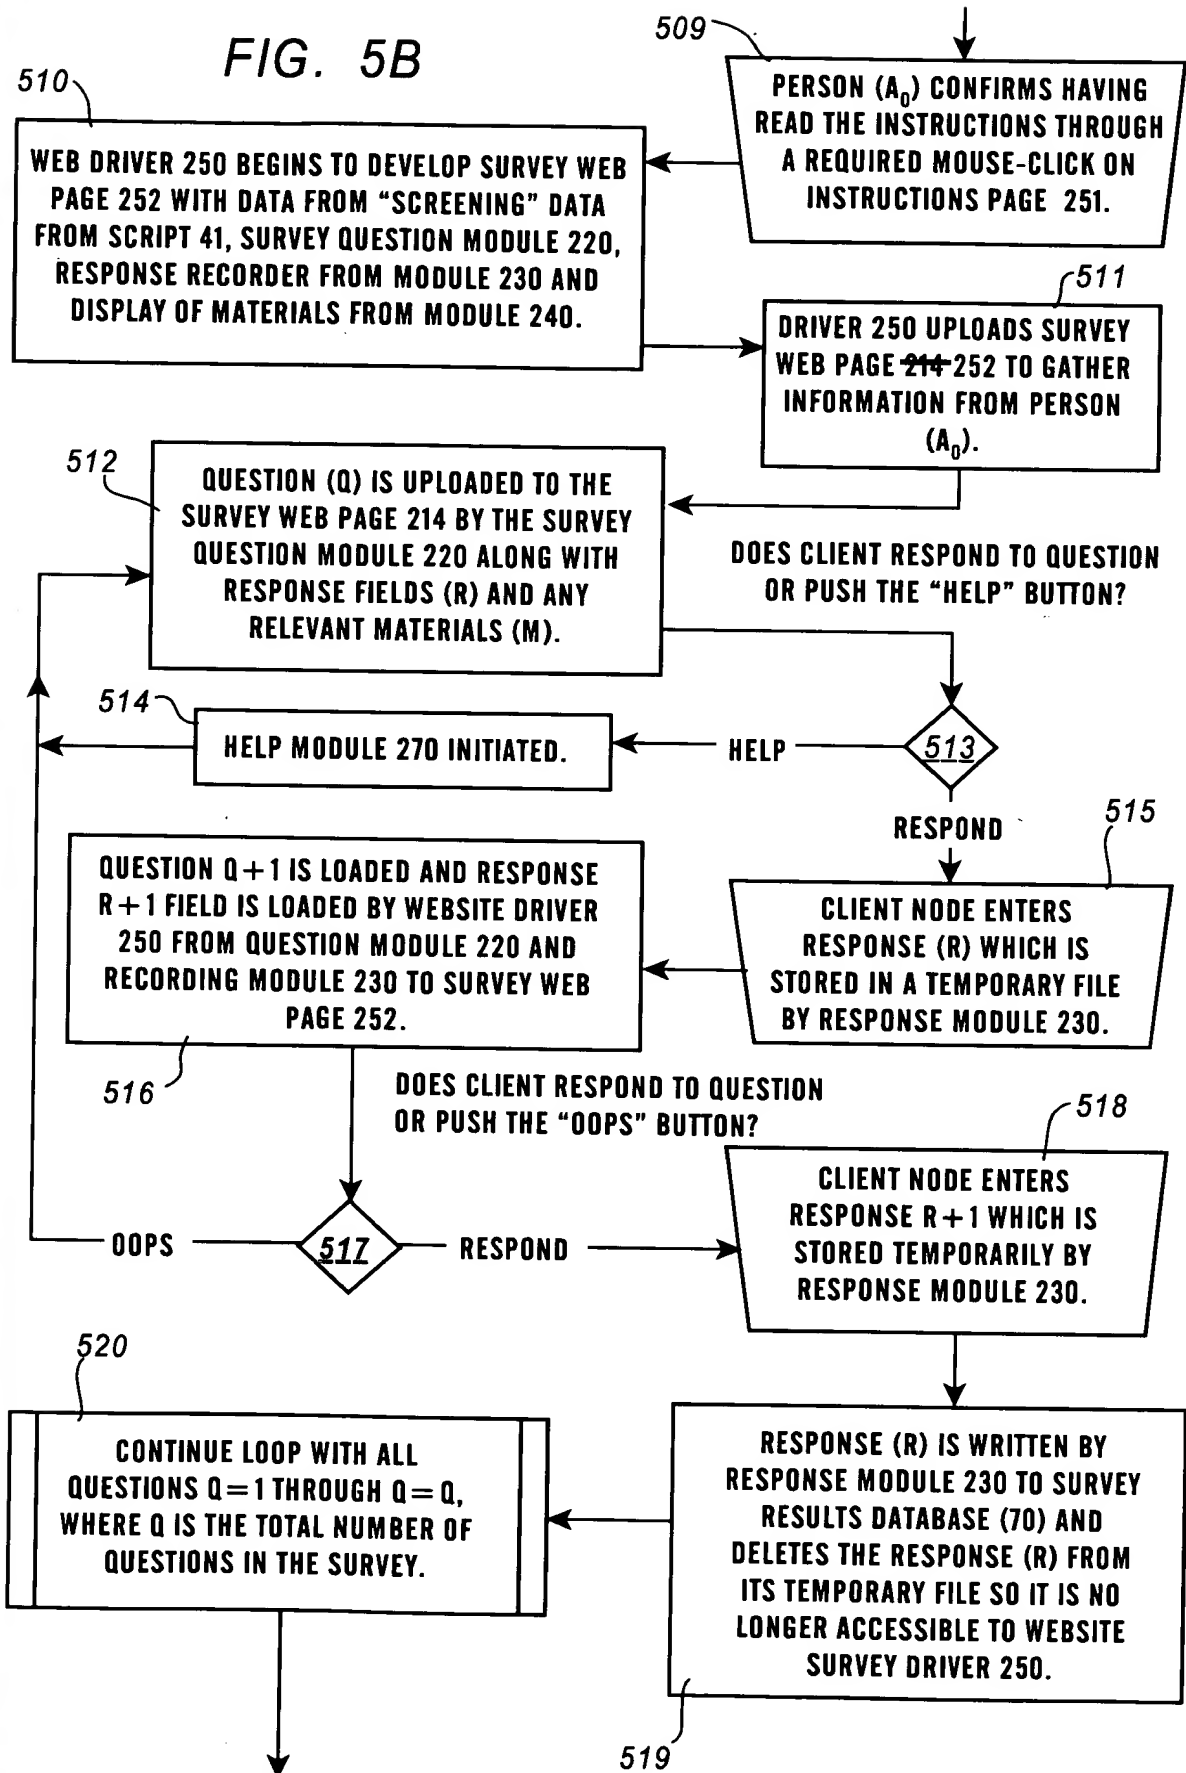 FIG. 5B
509
PERSON (A0) CONFIRMS HAVING
READ THE INSTRUCTIONS THROUGH
A REQUIRED MOUSE-CLICK ON
INSTRUCTIONS PAGE 251.
510
WEB DRIVER 250 BEGINS TO DEVELOP SURVEY WEB
PAGE 252 WITH DATA FROM “SCREENING” DATA
FROM SCRIPT 41, SURVEY QUESTION MODULE 220,
RESPONSE RECORDER FROM MODULE 230 AND
DISPLAY OF MATERIALS FROM MODULE 240.
511
DRIVER 250 UPLOADS SURVEY
WEB PAGE 214 252 TO GATHER
INFORMATION FROM PERSON
(A0).
512
QUESTION (Q) IS UPLOADED TO THE
SURVEY WEB PAGE 214 BY THE SURVEY
QUESTION MODULE 220 ALONG WITH
RESPONSE FIELDS (R) AND ANY
RELEVANT MATERIALS (M).
DOES CLIENT RESPOND TO QUESTION
OR PUSH THE “HELP” BUTTON?
513
HELP
514
HELP MODULE 270 INITIATED.
RESPOND
515
CLIENT NODE ENTERS
RESPONSE (R) WHICH IS
STORED IN A TEMPORARY FILE
BY RESPONSE MODULE 230.
QUESTION Q+1 IS LOADED AND RESPONSE
R+1 FIELD IS LOADED BY WEBSITE DRIVER
250 FROM QUESTION MODULE 220 AND
RECORDING MODULE 230 TO SURVEY WEB
PAGE 252.
516
DOES CLIENT RESPOND TO QUESTION
OR PUSH THE “OOPS” BUTTON?
OOPS
517
RESPOND
518
CLIENT NODE ENTERS
RESPONSE R+1 WHICH IS
STORED TEMPORARILY BY
RESPONSE MODULE 230.
RESPONSE (R) IS WRITTEN BY
RESPONSE MODULE 230 TO SURVEY
RESULTS DATABASE (70) AND
DELETES THE RESPONSE (R) FROM
ITS TEMPORARY FILE SO IT IS NO
LONGER ACCESSIBLE TO WEBSITE
SURVEY DRIVER 250.
519
520
CONTINUE LOOP WITH ALL
QUESTIONS Q=1 THROUGH Q=Q,
WHERE Q IS THE TOTAL NUMBER OF
QUESTIONS IN THE SURVEY.